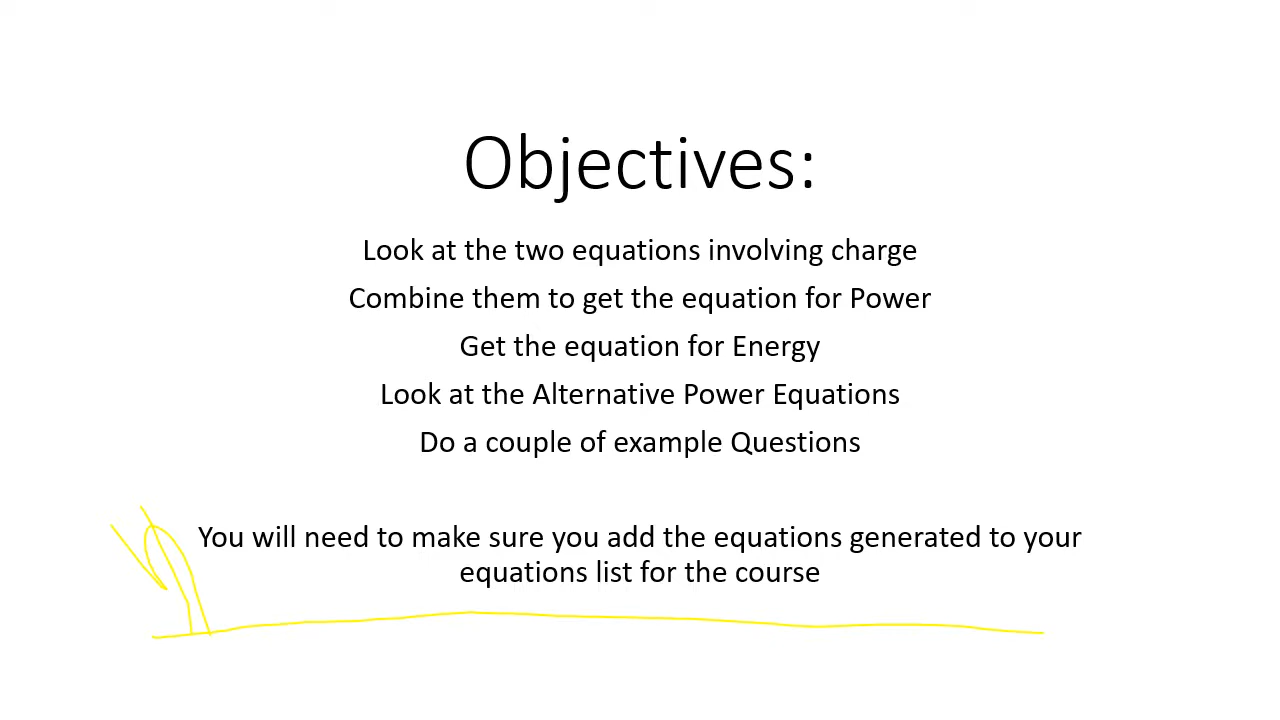 Objectives:
Look at the two equations involving charge
Combine them to get the equation for Power
Get the equation for Energy
Look at the Alternative Power Equations
Do a couple of example Questions
You will need to make sure you add the equations generated to your
equations list for the course